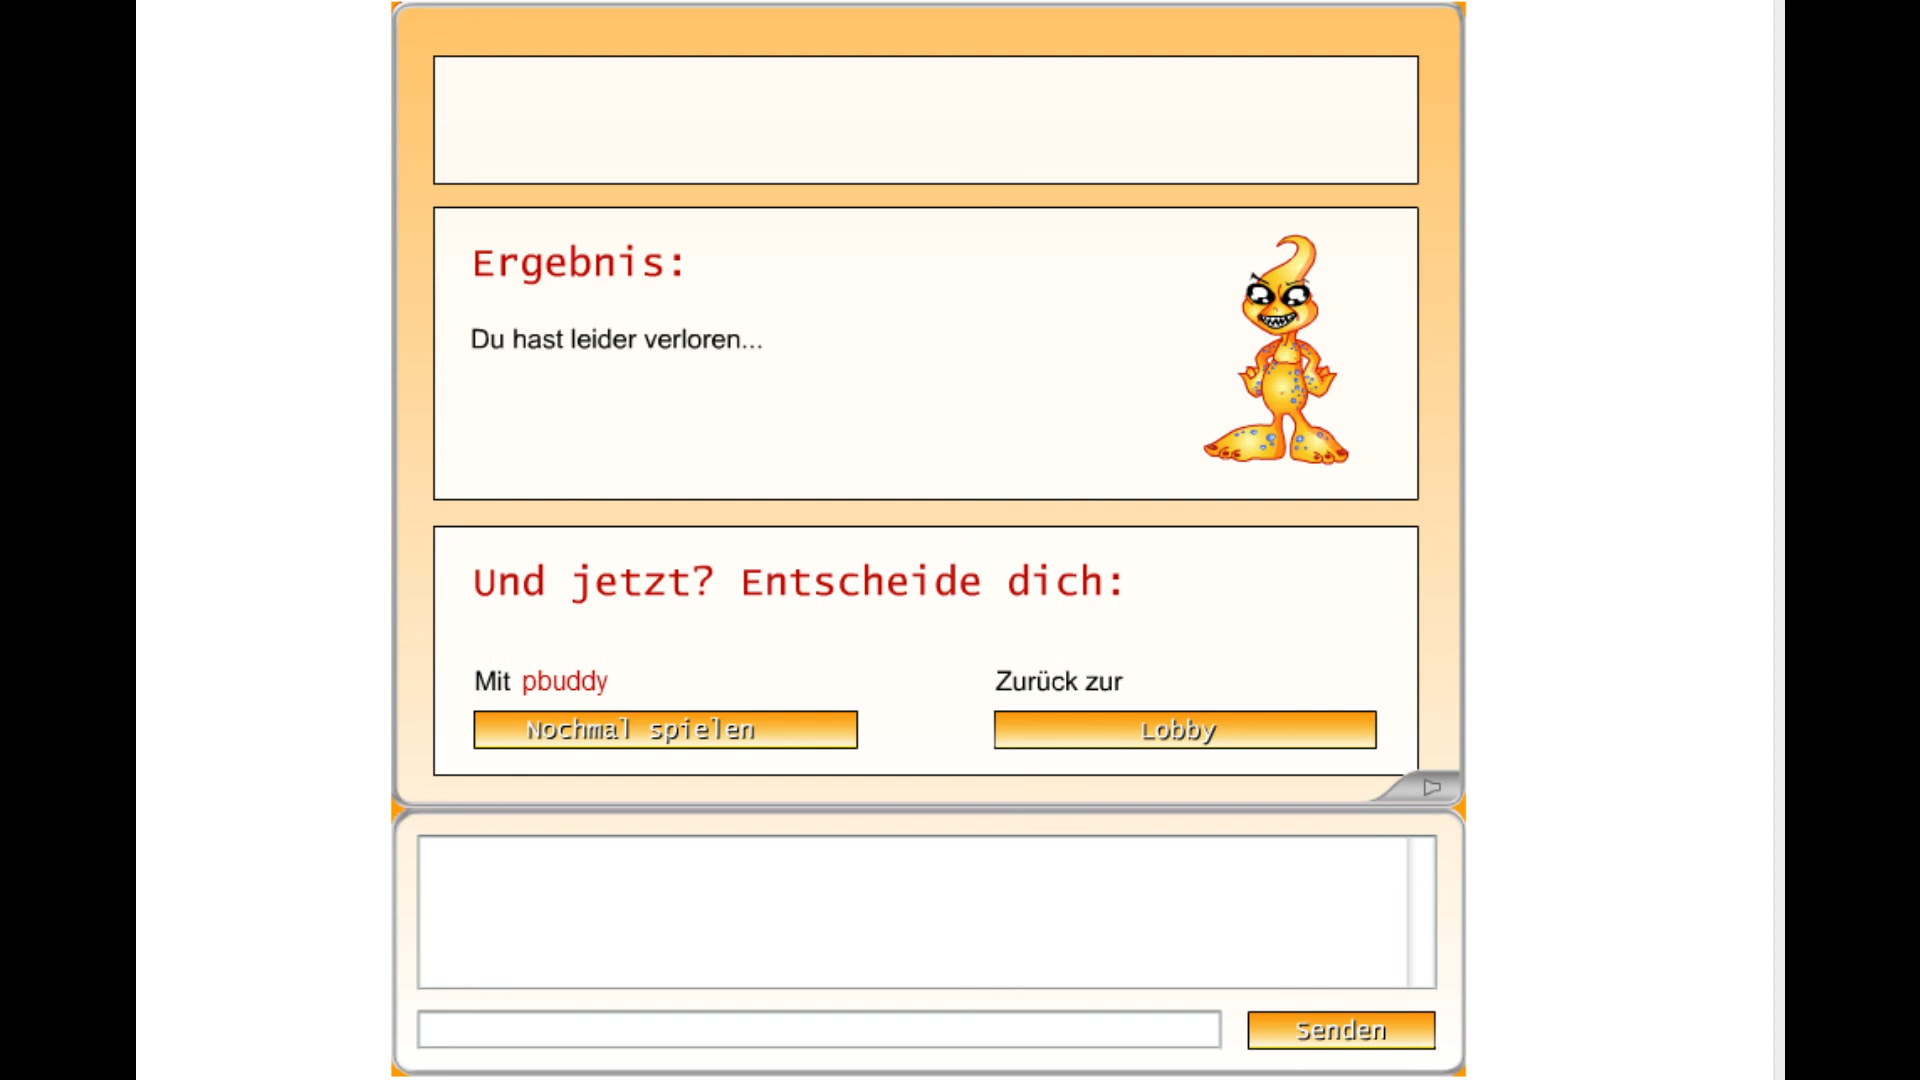 Ergebnis:
Du hast leider verloren...
Und jetzt? Entscheide dich:
Mit pbuddy
Zurück zur
Nochmal spielen
Lobby
Senden